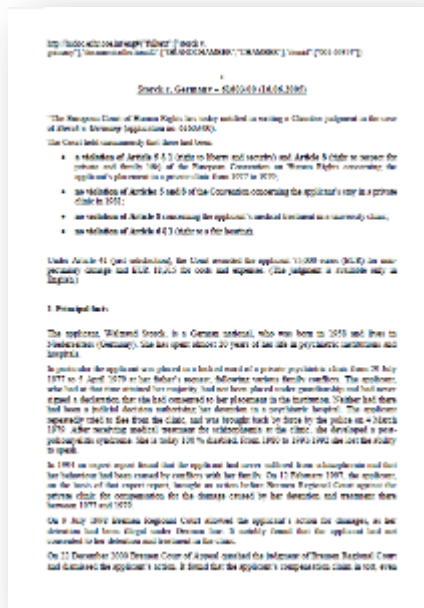 Storck v. Germany – 61603/00 (16.06.2005)
"The European Court of Human Rights has today notified in writing a Chamber judgment in the case
of Storck v. Germany (application no. 61603/00).
The Court held unanimously that there had been:
a violation of Article 5 § 1 (right to liberty and security) and Article 8 (right to respect for
private and family life) of the European Convention on Human Rights concerning the
applicant's placement in a private clinic from 1977 to 1979;
no violation of Articles 5 and 8 of the Convention concerning the applicant's stay in a private
clinic in 1981;
no violation of Article 8 concerning the applicant's medical treatment in a university clinic;
no violation of Article 6 § 1 (right to a fair hearing).
Under Article 41 (just satisfaction), the Court awarded the applicant 75,000 euros (EUR) for non-
pecuniary damage and EUR for costs and expenses. (The judgment is available only in
English.)
1. Principal facts
The applicant, Waltraud Storck, is a German national, who was born in 1958 and lives in
(Germany). She has spent almost 20 years of her life in psychiatric institutions and
hospitals.
In particular the applicant was placed in a locked ward of a private psychiatric clinic from 29 July
1977 to 5 April 1979 at her father's request, following various family conflicts. The applicant,
who had at that time attained her majority, had not been placed under guardianship and had never
signed a declaration that she had consented to her placement in the institution. Neither had there
had been a judicial decision authorising her detention in a psychiatric hospital. The applicant
repeatedly tried to flee from the clinic, and was brought back by force by the police on 4 March
1979. After receiving medical treatment for schizophrenia at the clinic, she developed a post-
poliomyelitis syndrome. She is today 100 % disabled. From 1980 to 1991/1992 she lost the ability
to speak.
In 1994 an expert report found that the applicant had never suffered from schizophrenia and that
her behaviour had been caused by conflicts with her family. On 12 February 1997, the applicant,
on the basis of that expert report, brought an action before Bremen Regional Court against the
private clinic for compensation for the damage caused by her detention and treatment there
between 1977 and 1979.
On 9 July 1998 Bremen Regional Court allowed the applicant's action for damages, as her
detention had been illegal under German law. It notably found that the applicant had not
consented to her detention and treatment in the clinic.
On 22 December 2000 Bremen Court of Appeal quashed the judgment of Bremen Regional Court
and dismissed the applicant's action. It found that the applicant's compensation claim in tort, even